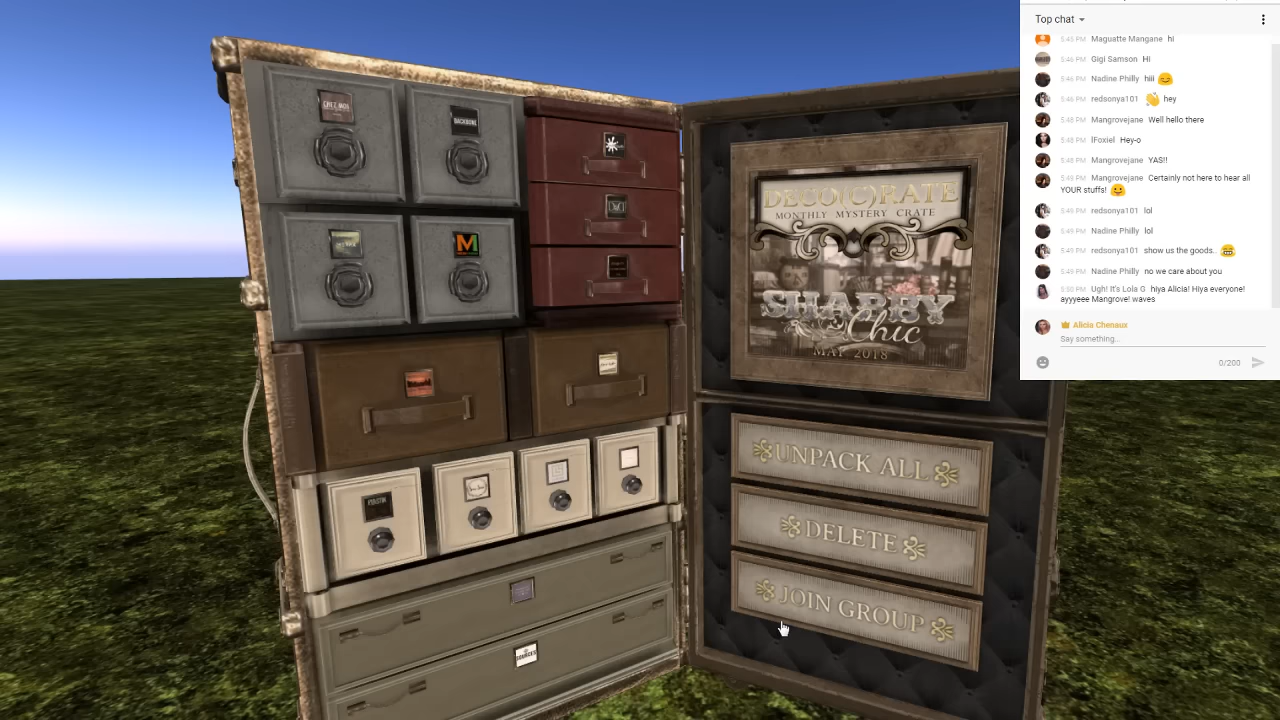 Top chat
5:45 PM Maguatte Mangane hi
5:46 PM Gigi Samson HI
5:46 PM Nadine Philly hiii
5:46 PM redsonya101 hey
5:48 PM Mangrovejane Well hello there
5:48 PM lFoxiel Hey-o
5:48 PM Mangrovejane YAS!!
5:49 PM Mangrovejane Certainly not here to hear all
YOUR stuffs!
5:49 PM redsonya101 lol
5:49 PM Nadine Philly lol
5:49 PM redsonya101 show us the goods..
5:49 PM Nadine Philly no we care about you
5:50 PM Ugh! It's Lola G hiya Alicia! Hiya everyone!
ayyyeee Mangrove! waves
Alicia Chenaux
Say something...
0/200
CHEZ MOI
BACKBONE
M
DECO(C)RATE
MONTHLY MYSTERY CRATE
SHABBY
Chic
MAY 2018
UNPACK ALL
DELETE
JOIN GROUP